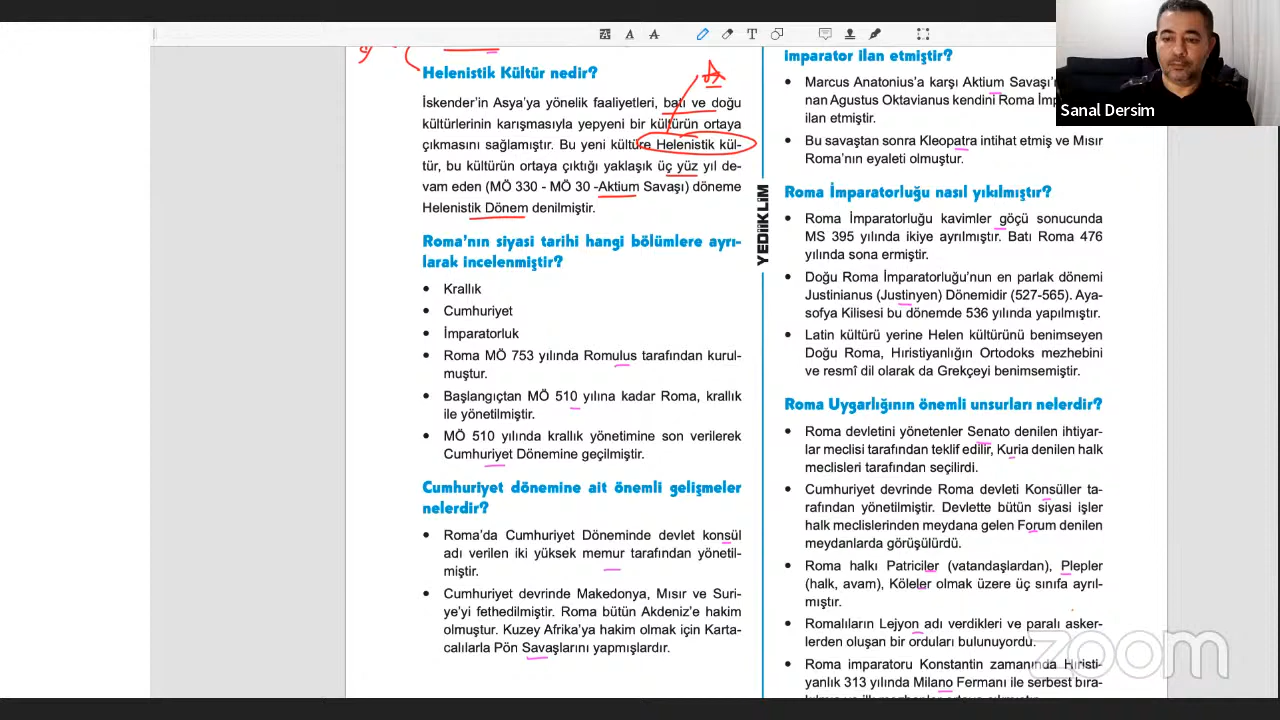 Helenistik Kültür nedir?
İskender'in Asya'ya yönelik faaliyetleri, batı ve doğu
kültürlerinin karışmasıyla yepyeni bir kültürün ortaya
çıkmasını sağlamıştır. Bu yeni kültüre Helenistik kül-
tür, bu kültürün ortaya çıktığı yaklaşık üç yüz yıl de-
vam eden (MÖ 330 - MÖ 30 -Aktium Savaşı) döneme
Helenistik Dönem denilmiştir.
Roma'nın siyasi tarihi hangi bölümlere ayrı-
larak incelenmiştir?
• Krallık
• Cumhuriyet
• İmparatorluk
• Roma MÖ 753 yılında Romulus tarafından kurul-
muştur.
• Başlangıçtan MÖ 510 yılına kadar Roma, krallık
ile yönetilmiştir.
• MÖ 510 yılında krallık yönetimine son verilerek
Cumhuriyet Dönemine geçilmiştir.
Cumhuriyet dönemine ait önemli gelişmeler
nelerdir?
• Roma'da Cumhuriyet Döneminde devlet konsül
adı verilen iki yüksek memur tarafından yönetil-
miştir.
• Cumhuriyet devrinde Makedonya, Mısır ve Suri-
ye'yi fethedilmiştir. Roma bütün Akdeniz'e hakim
olmuştur. Kuzey Afrika'ya hakim olmak için Karta-
calılarla Pön Savaşlarını yapmışlardır.
YEDİİKLİM
imparator ilan etmiştir?
• Marcus Anatonius'a karşı Aktium
nan Agustus Oktavianus kendini Roma
ilan etmiştir.
• Bu savaştan sonra Kleopatra intihat etmiş ve Mısır
Roma'nın eyaleti olmuştur.
Roma İmparatorluğu nasıl yıkılmıştır?
• Roma İmparatorluğu kavimler göçü sonucunda
MS 395 yılında ikiye ayrılmıştır. Batı Roma 476
yılında sona ermiştir.
• Doğu Roma İmparatorluğu'nun en parlak dönemi
Justinianus (Justinyen) Dönemidir (527-565). Aya-
sofya Kilisesi bu dönemde 536 yılında yapılmıştır.
• Latin kültürü yerine Helen kültürünü benimseyen
Doğu Roma, Hıristiyanlığın Ortodoks mezhebini
ve resmî dil olarak da Grekçeyi benimsemiştir.
Roma Uygarlığının önemli unsurları nelerdir?
• Roma devletini yönetenler Senato denilen ihtiyar-
lar meclisi tarafından teklif edilir, Kuria denilen halk
meclisleri tarafından seçilirdi.
• Cumhuriyet devrinde Roma devleti Konsüller ta-
rafından yönetilmiştir. Devlette bütün siyasi işler
halk meclislerinden meydana gelen Forum denilen
meydanlarda görüşülürdü.
• Roma halkı Patriciler (vatandaşlardan), Plepler
(halk, avam), Köleler olmak üzere üç sınıfa ayrıl-
mıştır.
• Romalıların Lejyon adı verdikleri ve paralı asker-
lerden oluşan bir orduları bulunuyordu.
• Roma imparatoru Konstantin zamanında Hıristi-
yanlık 313 yılında Milano Fermanı ile serbest bıra-
Sanal Dersim
zoom